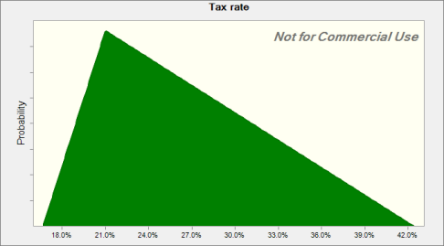 Tax rate
Not for Commercial Use
Probability
18.0% 21.0% 24.0% 27.0% 30.0% 33.0% 36.0% 39.0% 42.0%